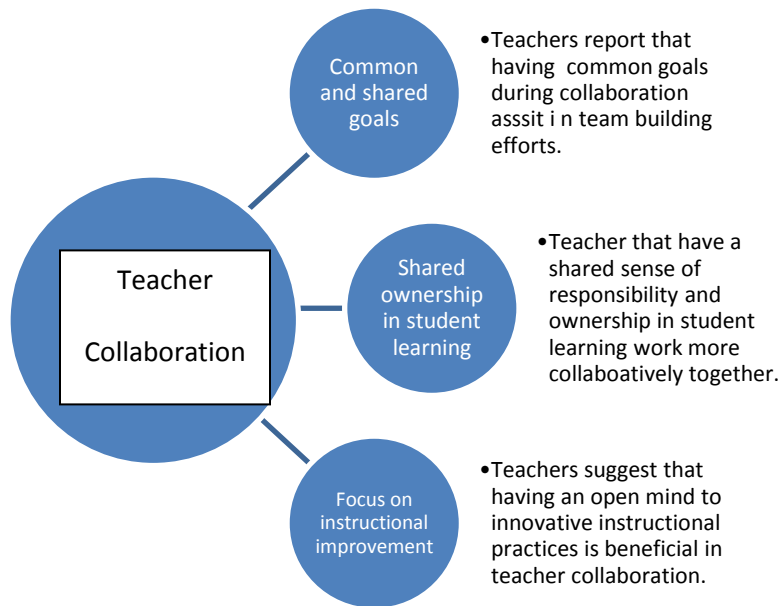 Common
and shared
goals
•Teachers report that
having  common goals
during collaboration
asssit i n team building
efforts.
Teacher
Collaboration
Shared
ownership
in student
learning
•Teacher that have a
shared sense of
responsibility and
ownership in student
learning work more
collaboatively together.
Focus on
instructional
improvement
•Teachers suggest that
having an open mind to
innovative instructional
practices is beneficial in
teacher collaboration.